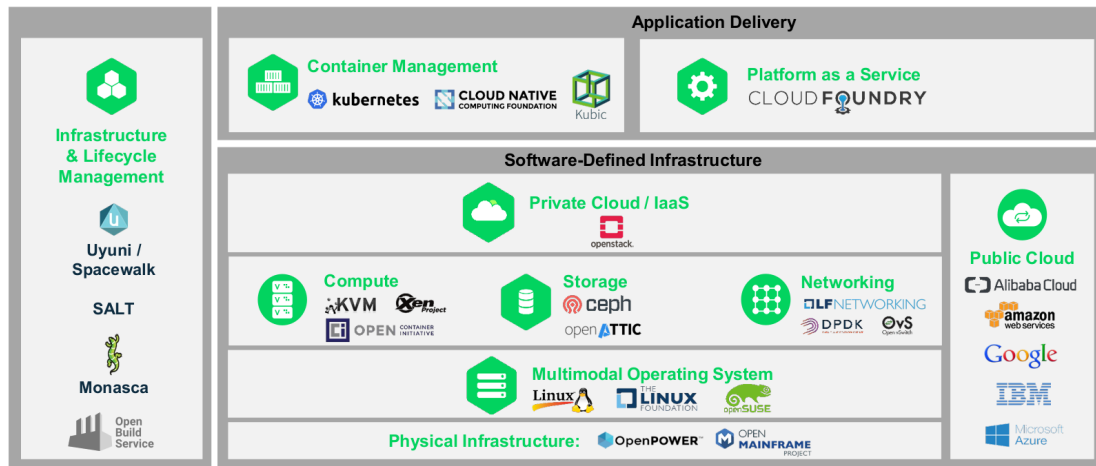 Infrastructure
& Lifecycle
Management
u
Uyuni /
Spacewalk
SALT
Monasca
Open
Build
Service
Application Delivery
Container Management
kubernetes
CLOUD NATIVE
COMPUTING FOUNDATION
Kubic
Platform as a Service
CLOUD FOUNDRY
Software-Defined Infrastructure
Private Cloud / IaaS
openstack.
Compute
KVM
Xen
Project
OPEN CONTAINER
INITIATIVE
Storage
ceph
openATTIC
Networking
LFNETWORKING
DPDK
OvS
Open vSwitch
Multimodal Operating System
Linux
THE
LINUX
FOUNDATION
openSUSE
Physical Infrastructure:
OpenPOWER™
OPEN
MAINFRAME
PROJECT
Public Cloud
Alibaba Cloud
amazon
web services
Google
IBM
Microsoft
Azure